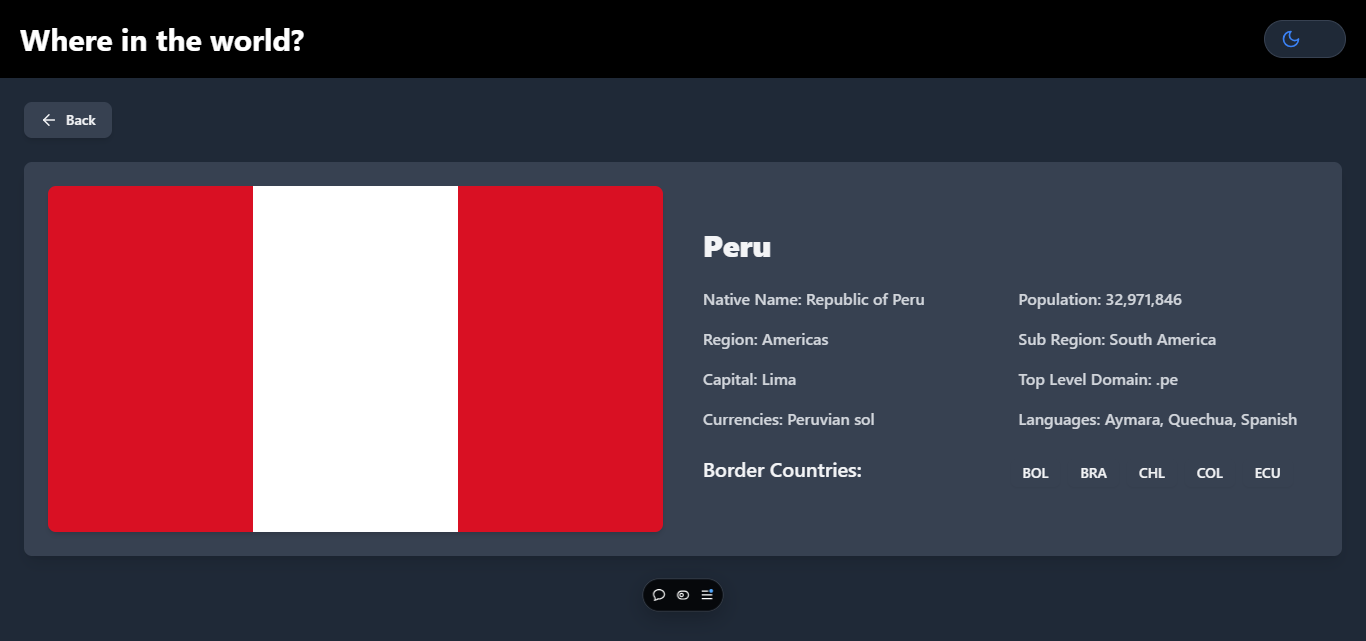 Where in the world?
Back
Peru
Native Name: Republic of Peru
Population: 32,971,846
Region: Americas
Sub Region: South America
Capital: Lima
Top Level Domain: .pe
Currencies: Peruvian sol
Languages: Aymara, Quechua, Spanish
Border Countries:
BOL BRA CHL COL ECU